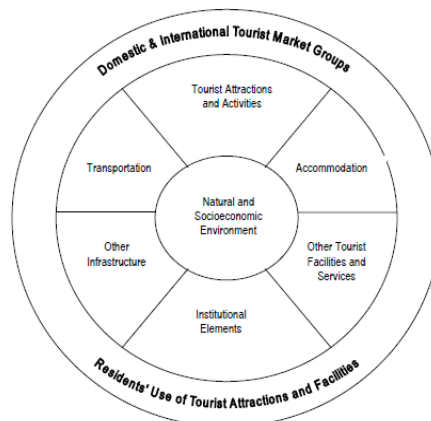 Domestic & International Tourist Market Groups
Tourist Attractions
and Activities
Transportation
Accommodation
Natural and
Socioeconomic
Environment
Other
Infrastructure
Other Tourist
Facilities and
Services
Institutional
Elements
Residents' Use of Tourist Attractions and Facilities